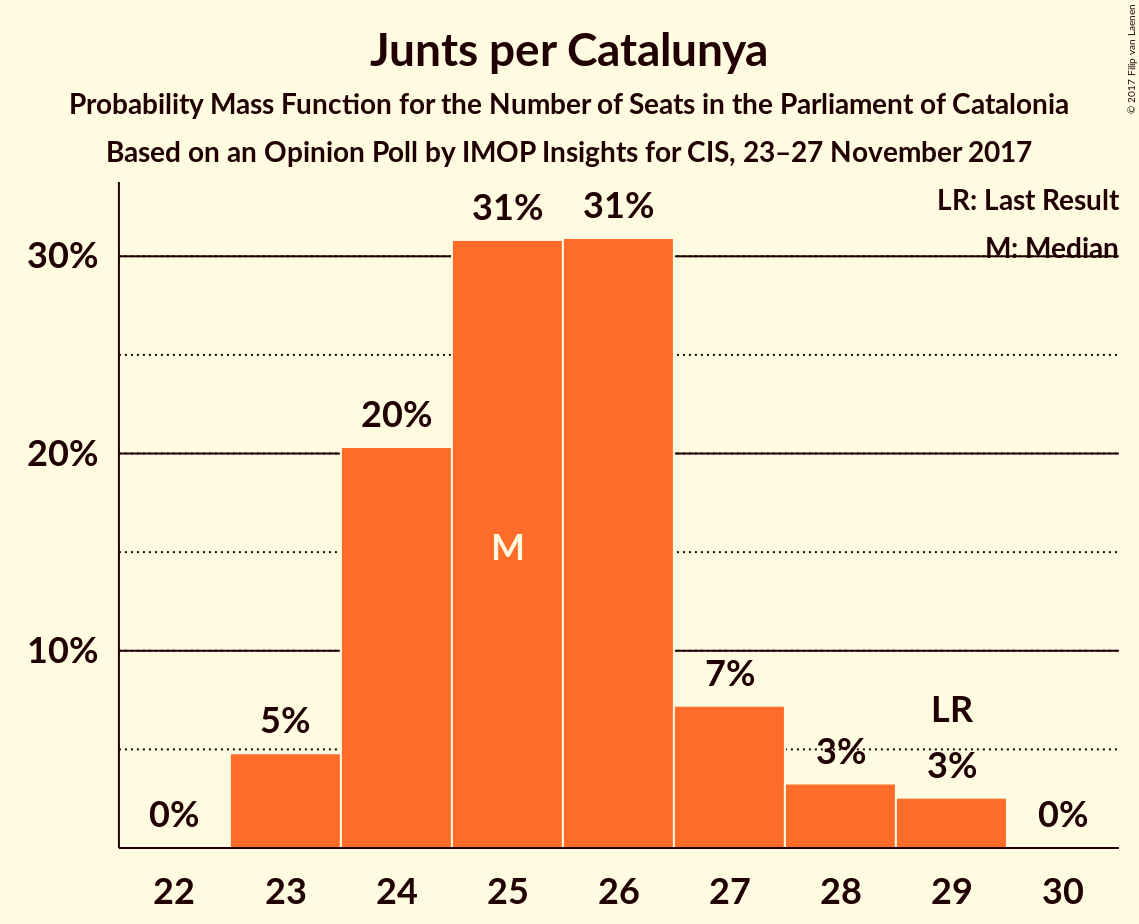 Junts per Catalunya
Probability Mass Function for the Number of Seats in the Parliament of Catalonia
Based on an Opinion Poll by IMOP Insights for CIS, 23–27 November 2017
© 2017 Filip van Laenen
LR: Last Result
M: Median
30%
20%
10%
0%
5%
20%
31%
31%
7%
3%
3%
0%
M
LR
22 23 24 25 26 27 28 29 30